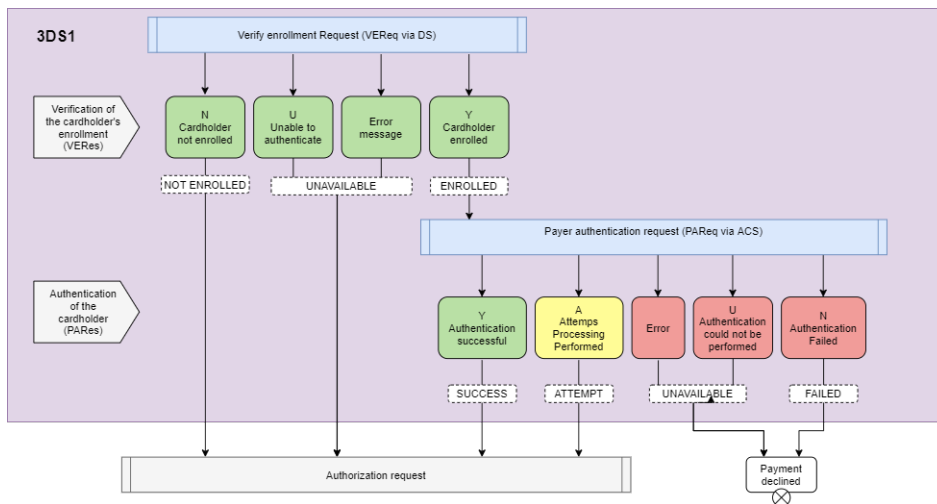 3DS1
Verify enrollment Request (VEReq via DS)
Verification of
the cardholder's
enrollment
(VERes)
N
Cardholder
not enrolled
U
Unable to
authenticate
Error
message
Y
Cardholder
enrolled
NOT ENROLLED
UNAVAILABLE
ENROLLED
Payer authentication request (PAReq via ACS)
Authentication
of the
cardholder
(PARes)
Y
Authentication
successful
A
Attemps
Processing
Performed
Error
U
Authentication
could not be
performed
N
Authentication
Failed
SUCCESS
ATTEMPT
UNAVAILABLE
FAILED
Authorization request
Payment
declined